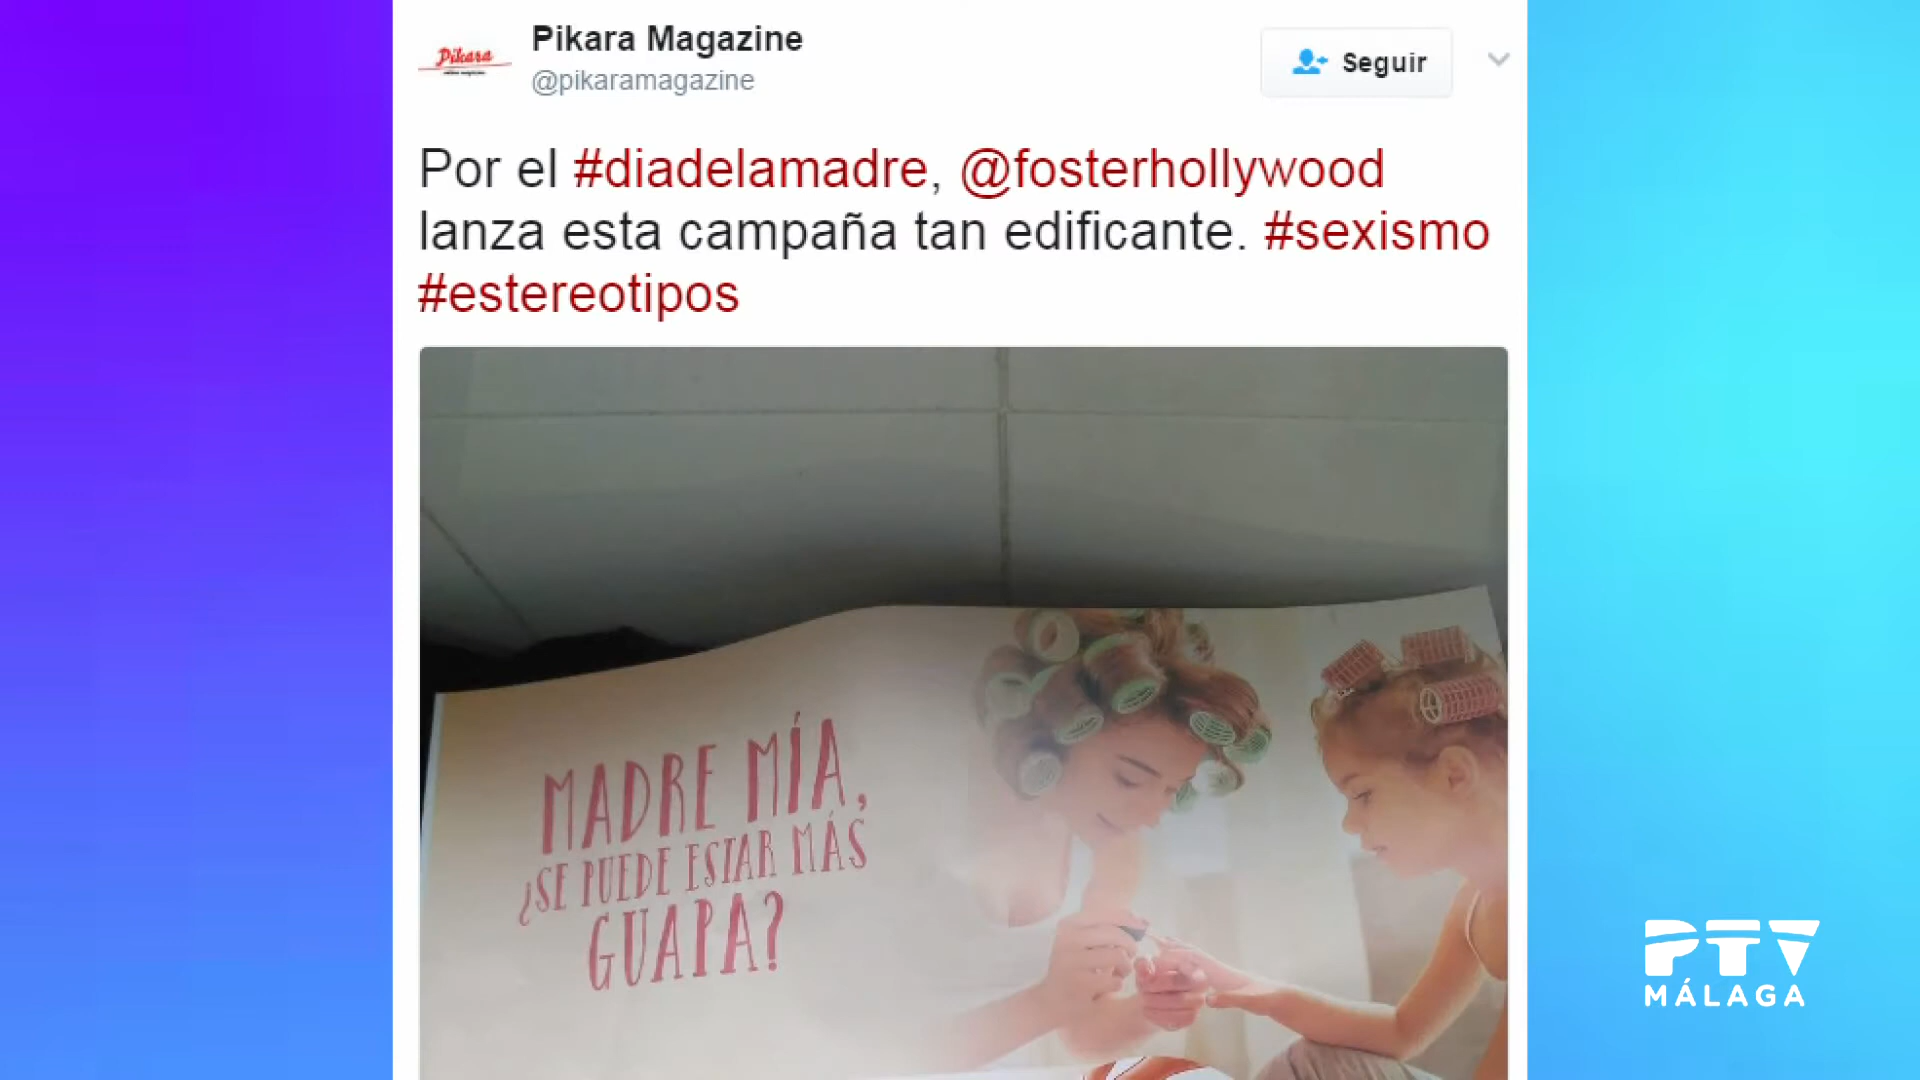 Pikara
Pikara Magazine
@pikaramagazine
Seguir
Por el #diadelamadre, @fosterhollywood
lanza esta campaña tan edificante. #sexismo
#estereotipos
MADRE MÍA,
¿SE PUEDE ESTAR MÁS
GUAPA?
PTV
MÁLAGA